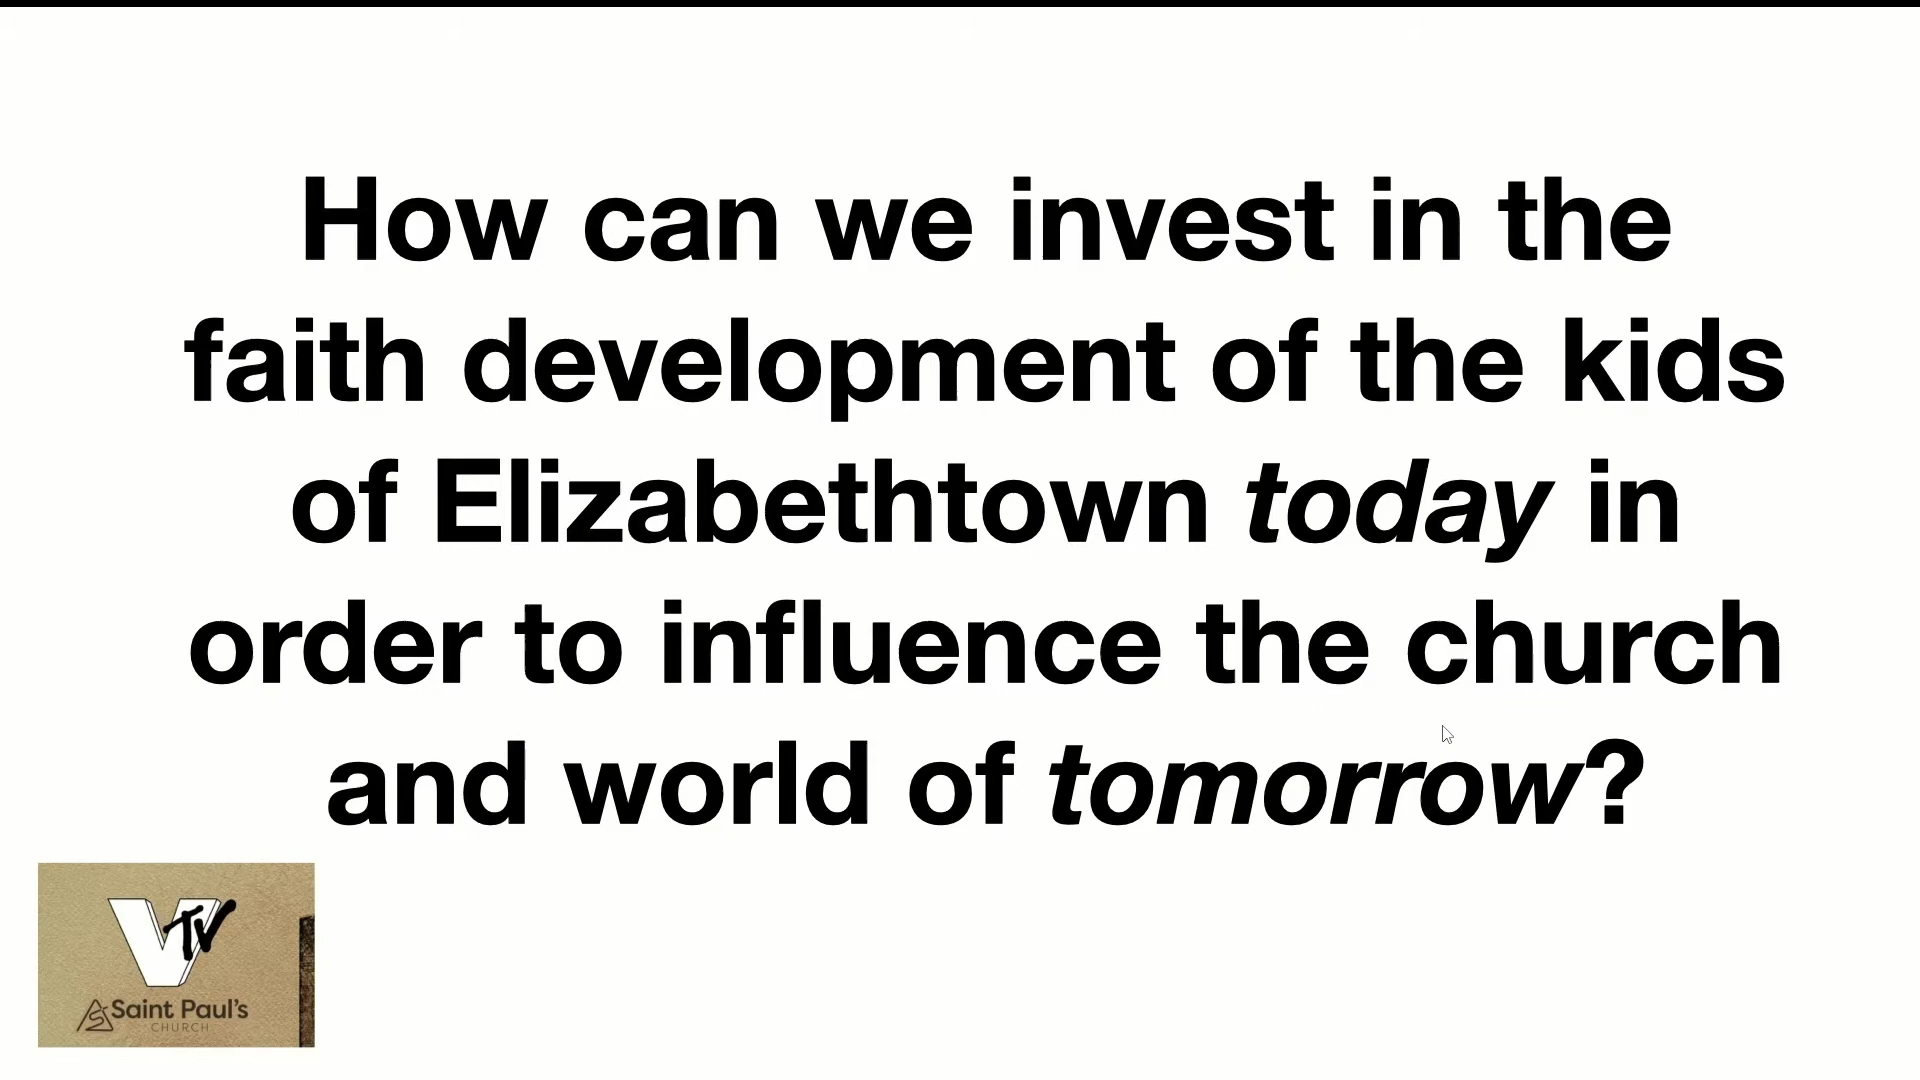 How can we invest in the
faith development of the kids
of Elizabethtown today in
order to influence the church
and world of tomorrow?
VTV
Saint Paul's
CHURCH